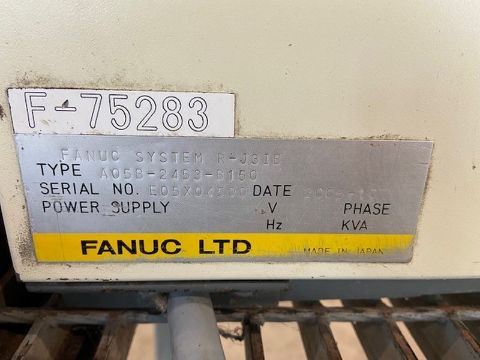 F-75283
FANUC SYSTEM R-J3iB
TYPE A05B-2453-B150
SERIAL NO. DATE
POWER SUPPLY V PHASE
Hz KVA
FANUC LTD MADE IN JAPAN